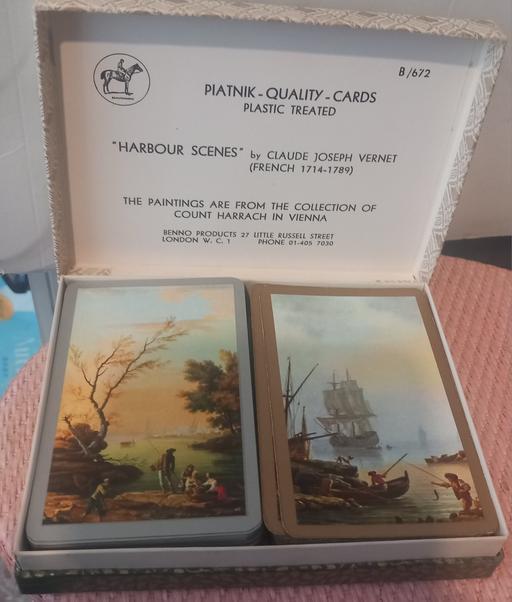 B/672
PIATNIK - QUALITY - CARDS
PLASTIC TREATED
"HARBOUR SCENES" by CLAUDE JOSEPH VERNET
(FRENCH 1714-1789)
THE PAINTINGS ARE FROM THE COLLECTION OF
COUNT HARRACH IN VIENNA
BENNO PRODUCTS 27 LITTLE RUSSELL STREET
LONDON W. C. 1 PHONE 01-405 7030